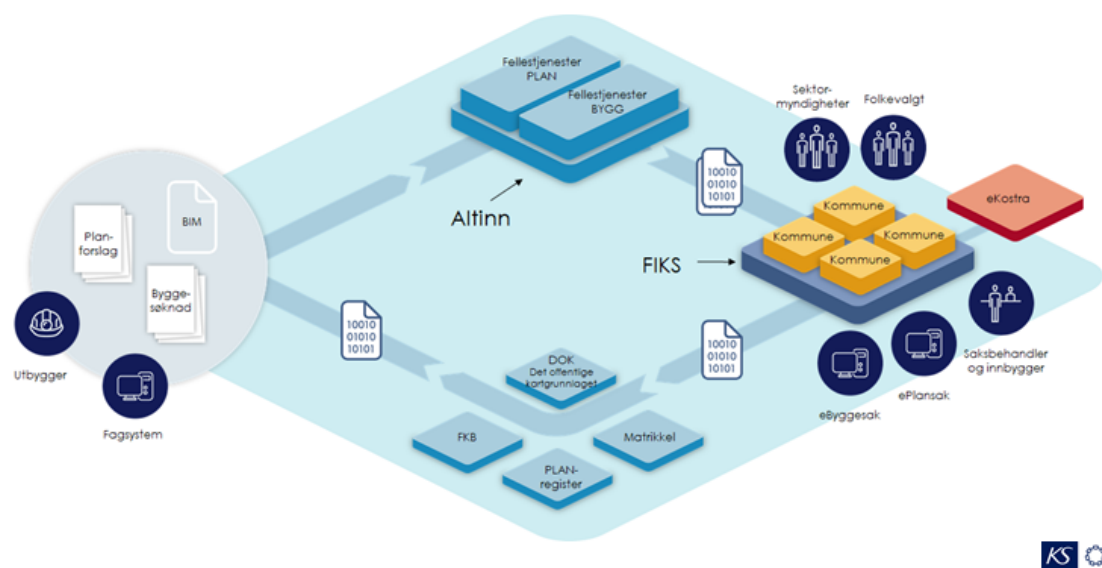 Fellestjenester
PLAN
Fellestjenester
BYGG
Altinn
Sektor-
myndigheter
Folkevalgt
10010
01010
10101
Kommune
Kommune
Kommune
Kommune
eKostra
FIKS
BIM
Plan-
forslag
Bygge-
søknad
Utbygger
Fagsystem
10010
01010
10101
10010
01010
10101
DOK
Det offentlige
kartgrunnlaget
FKB
Matrikkel
PLAN-
register
Saksbehandler
og innbygger
ePlansak
eByggesak
KS